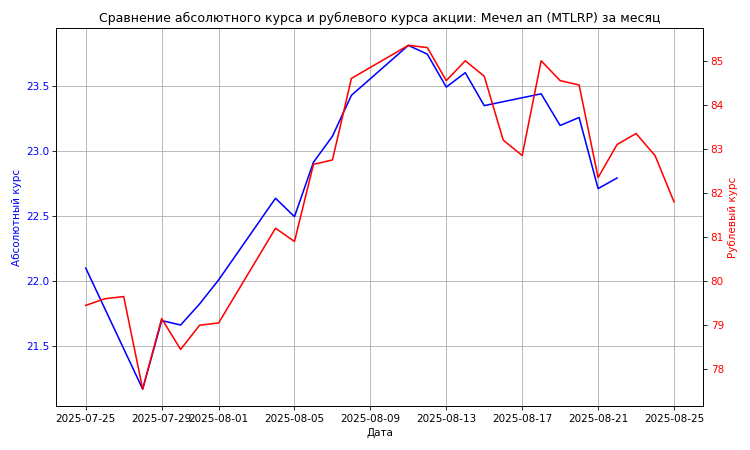 Сравнение абсолютного курса и рублевого курса акции: Мечел ап (MTLRP) за месяц
23.5
23.0
22.5
22.0
21.5
Абсолютный курс
85
84
83
82
81
80
79
78
Рублевый курс
2025-07-25 2025-07-29 2025-08-01 2025-08-05 2025-08-09 2025-08-13 2025-08-17 2025-08-21 2025-08-25
Дата